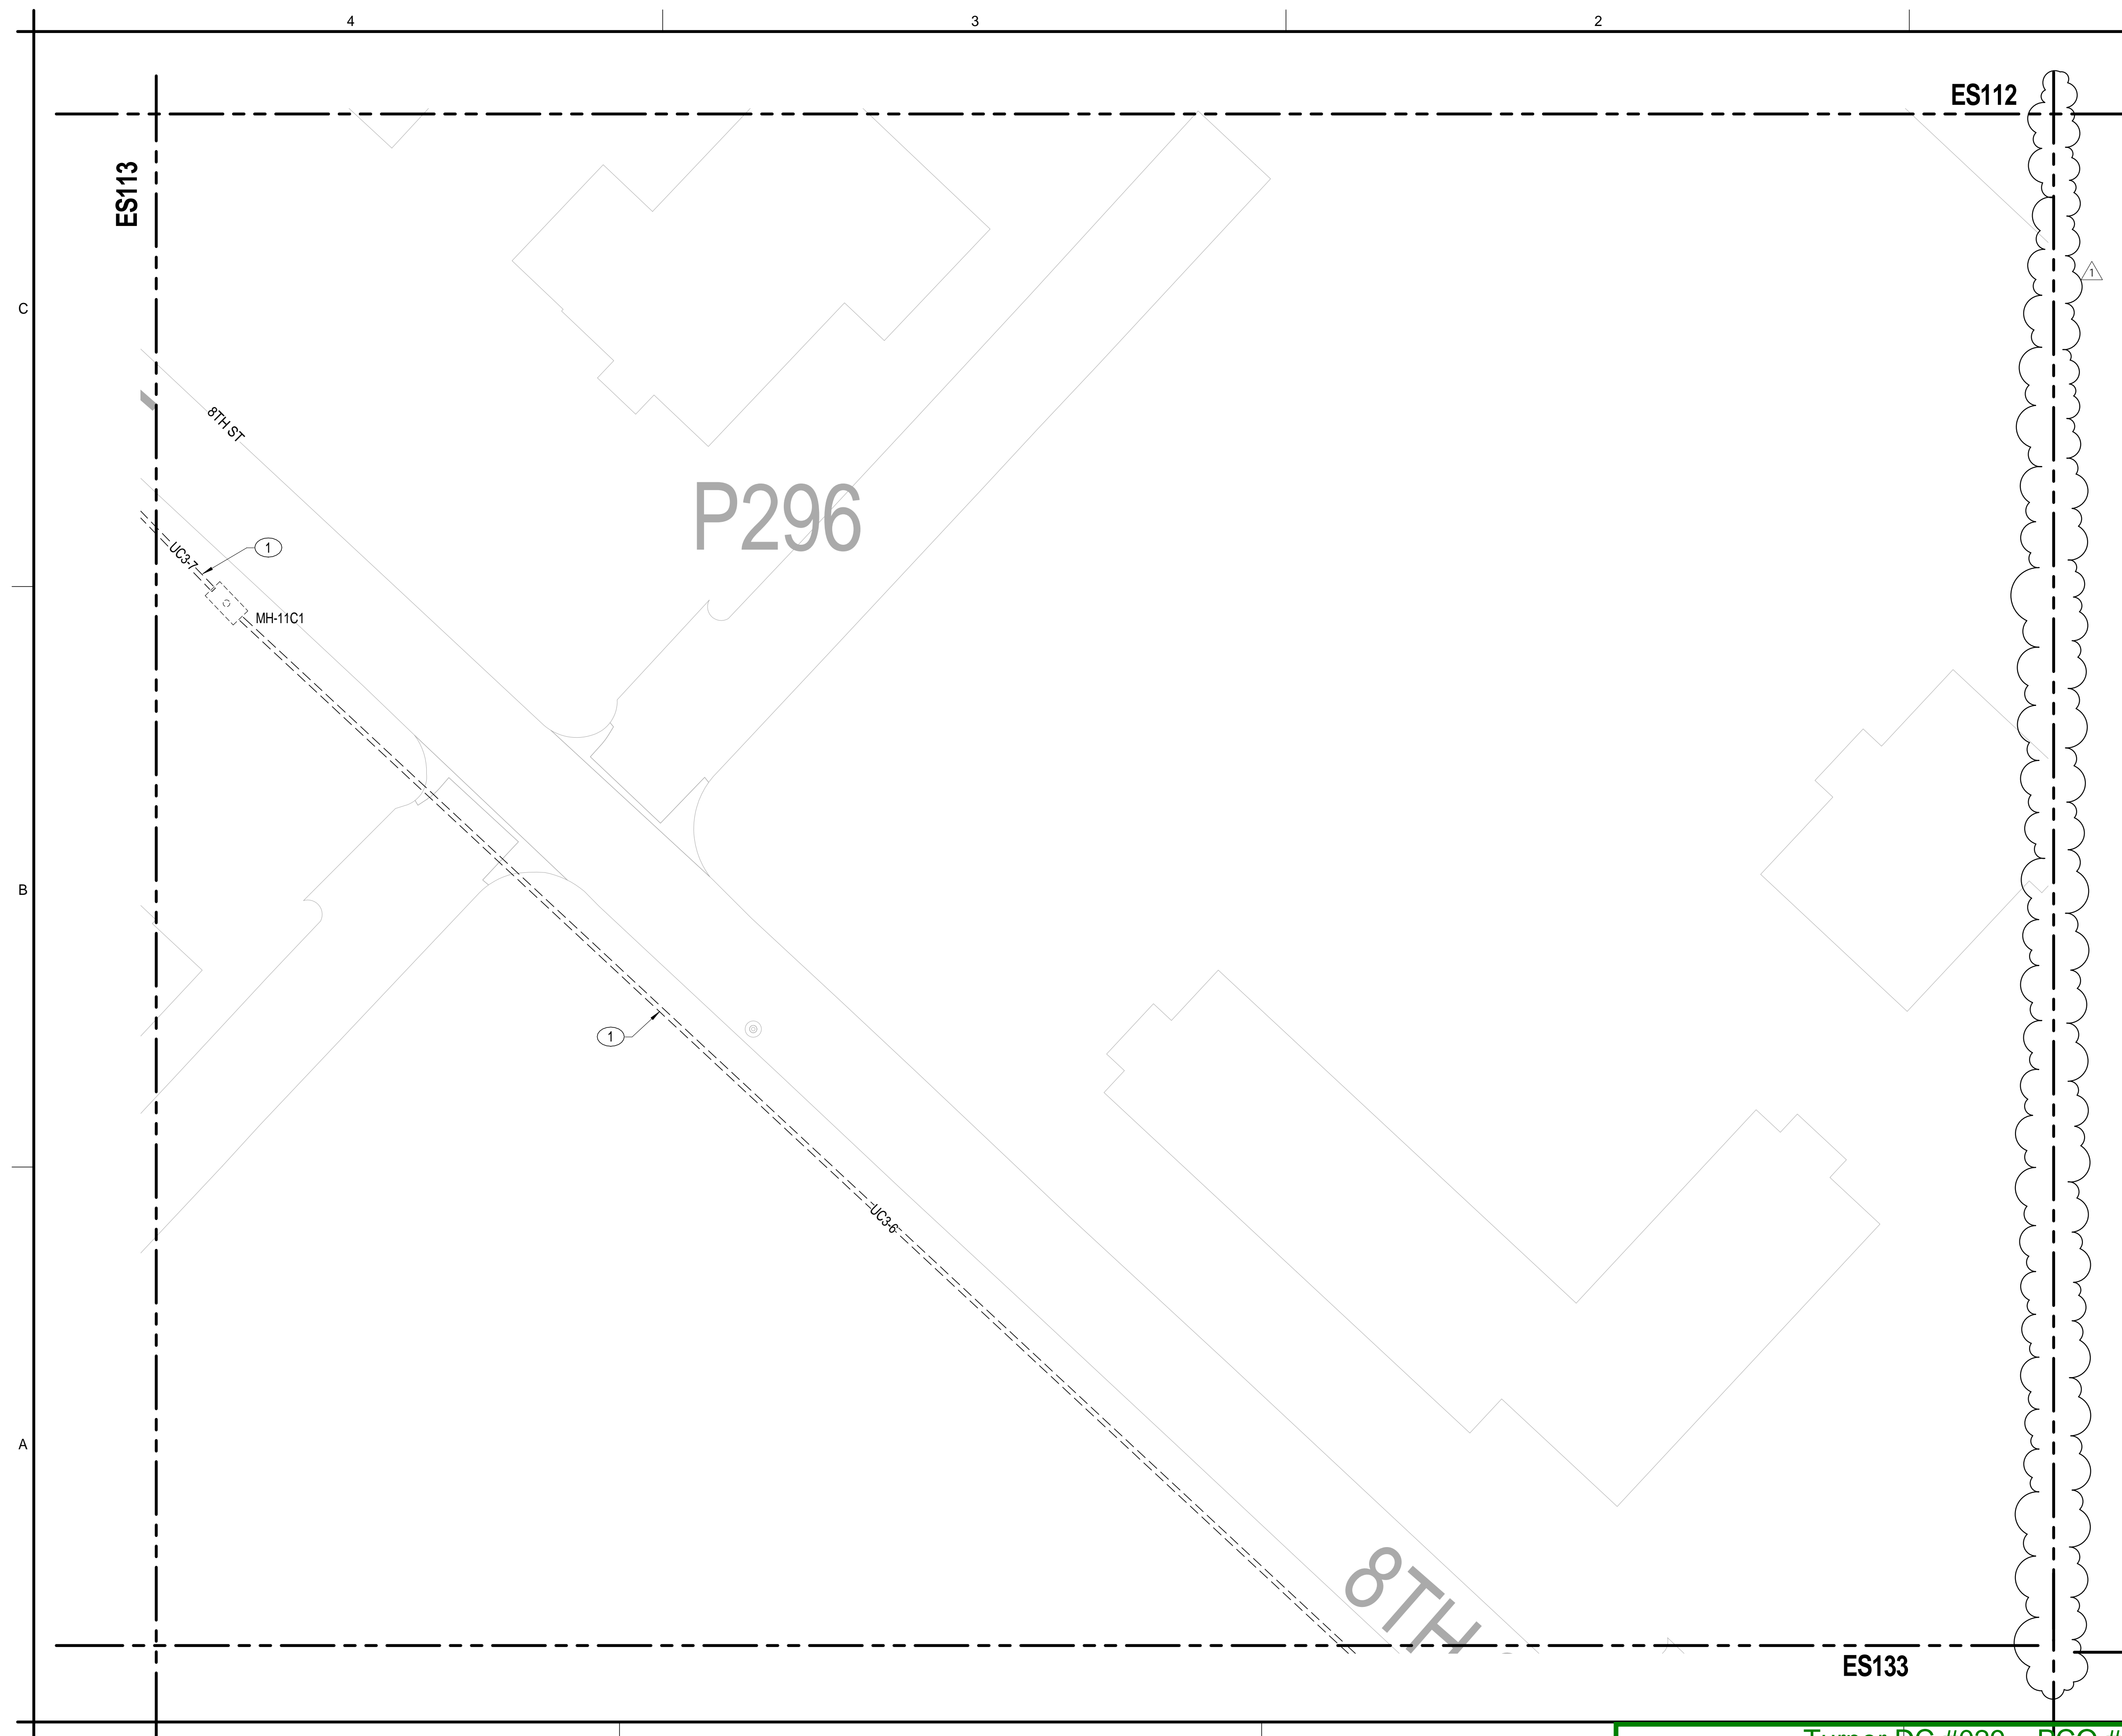 4
3
2
ES112
ES113
1
C
8TH ST
P296
UC3-7
1
MH-11C1
B
1
UC3-6
A
8TH
ES133